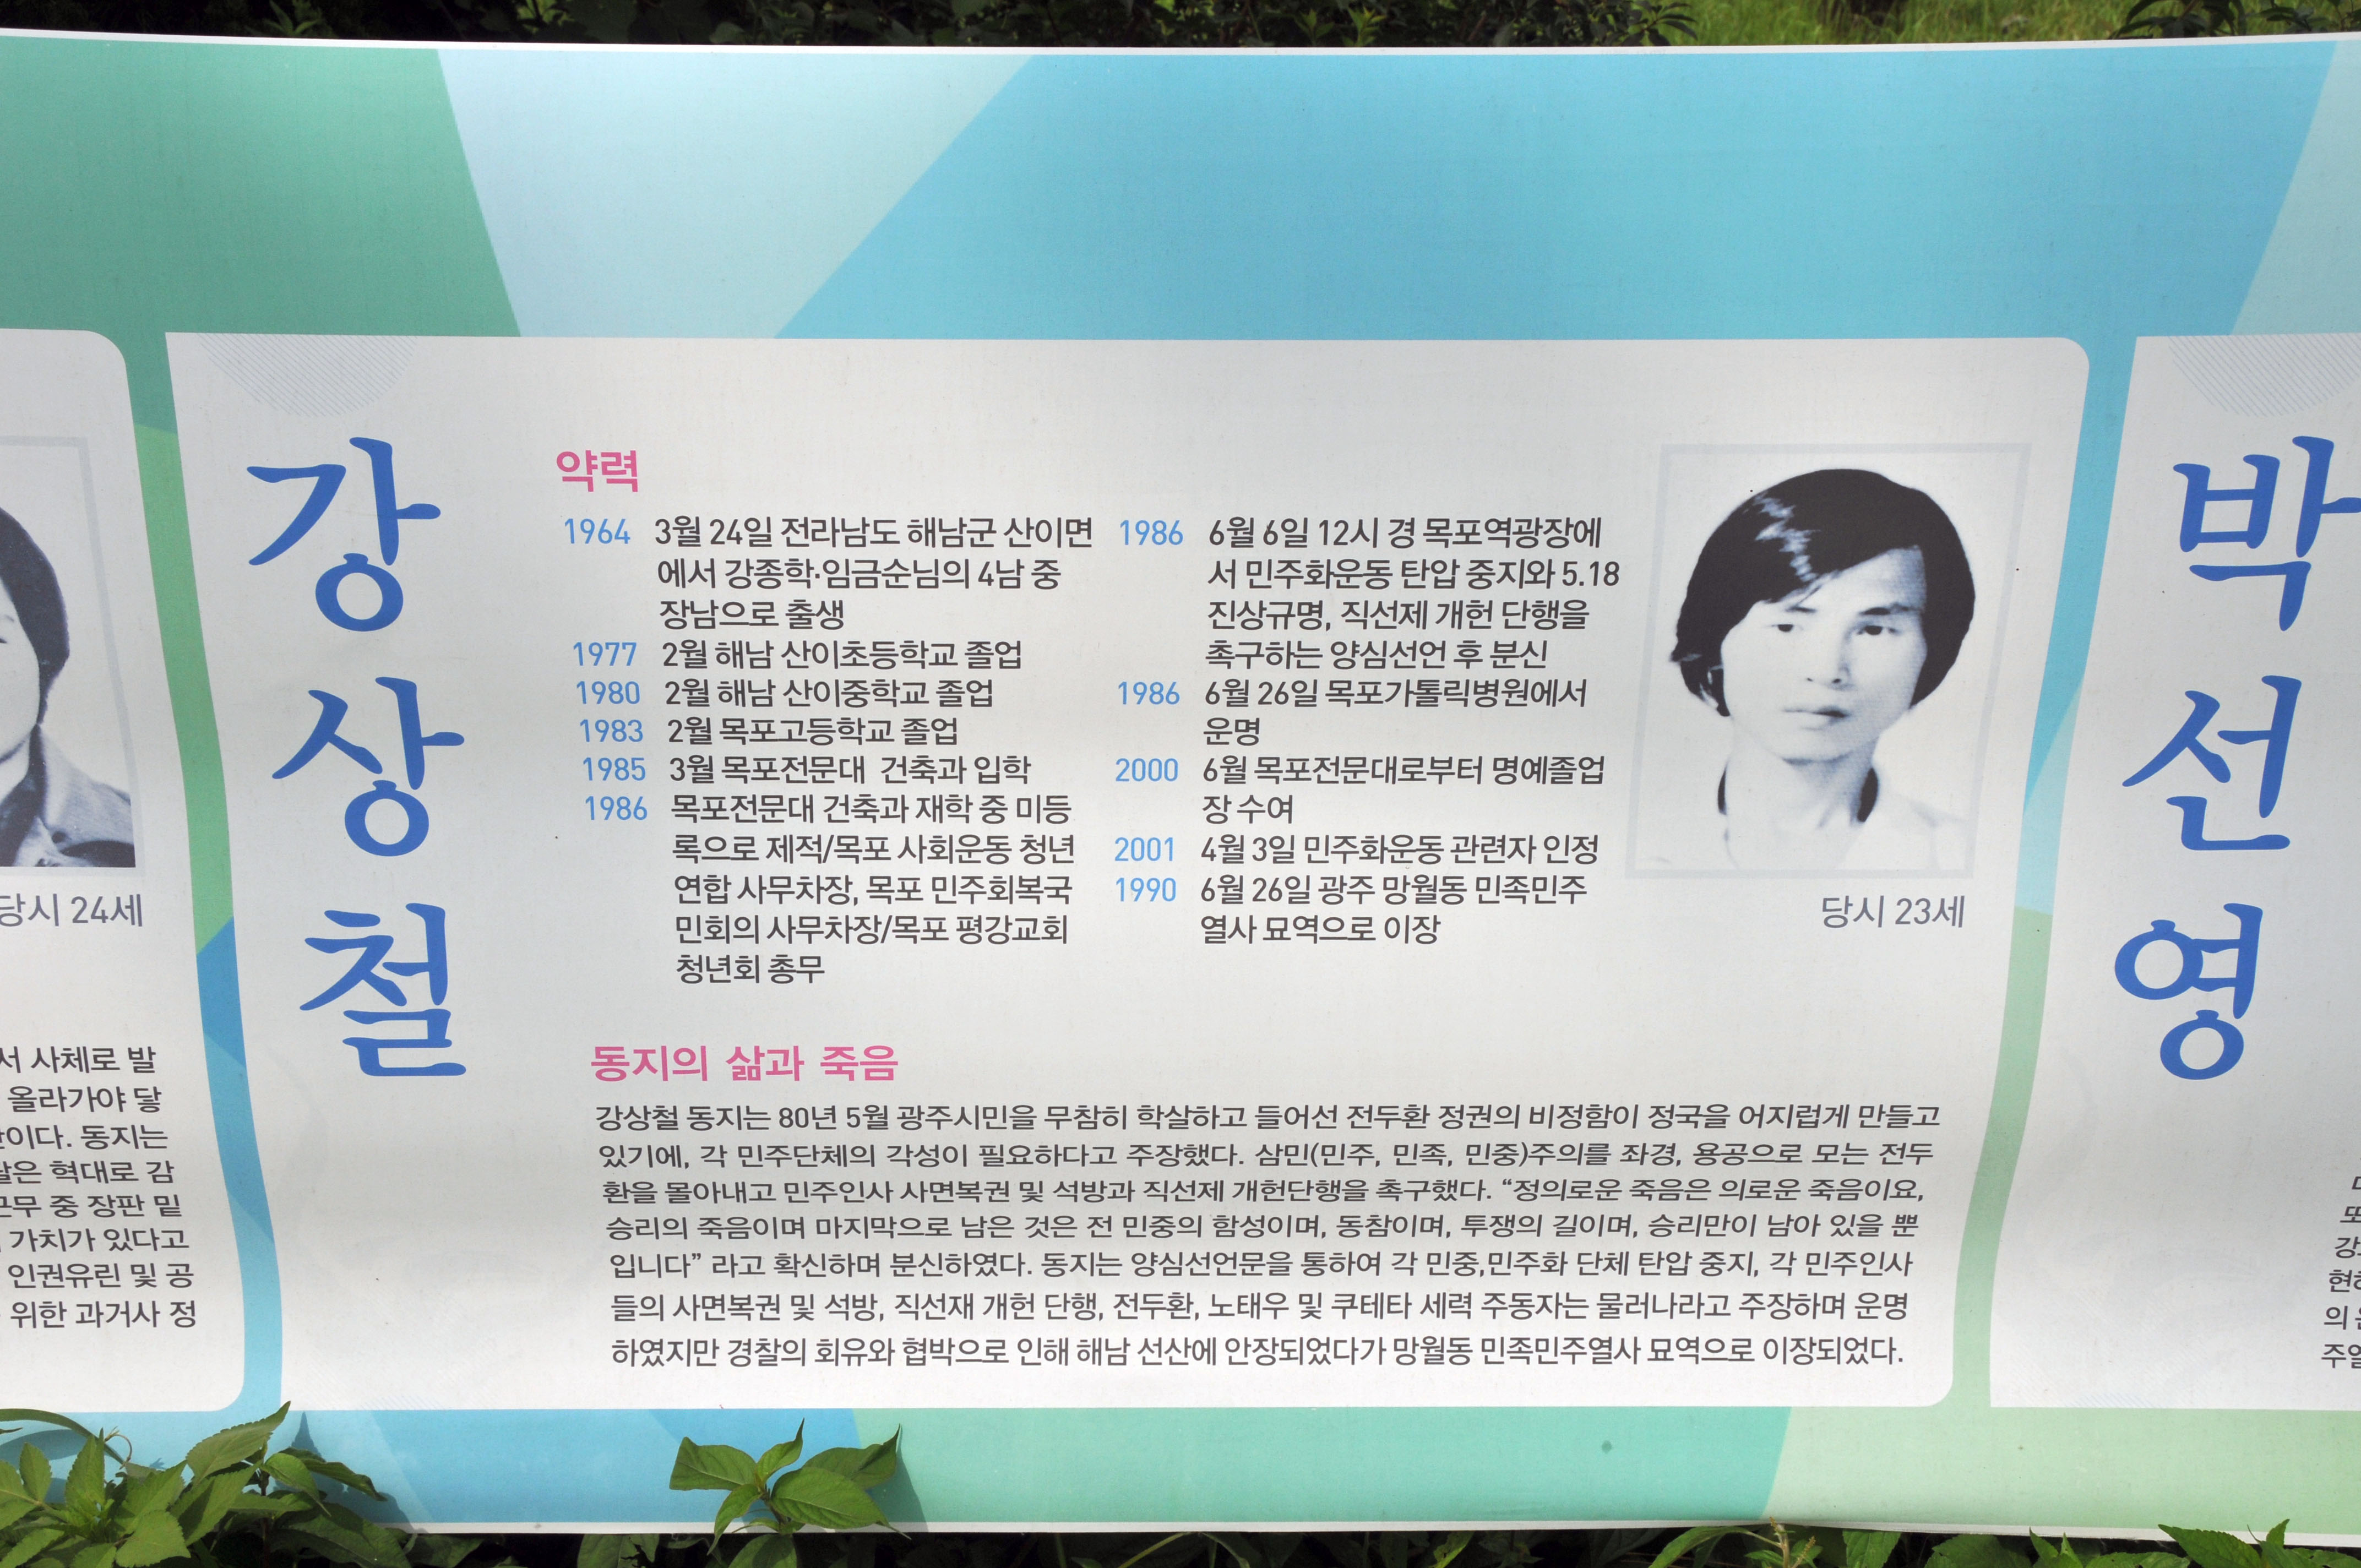 당시 24세
서 사체로 발
올라가야 닿
이다. 동지는
은 혁대로 감
근무 중 장판 밑
가치가 있다고
인권유린 및 공
위한 과거사 정
강상철
약력
1964 3월 24일 전라남도 해남군 산이면
에서 강종학·임금순님의 4남 중
장남으로 출생
1977 2월 해남 산이초등학교 졸업
1980 2월 해남 산이중학교 졸업
1983 2월 목포고등학교 졸업
1985 3월 목포전문대 건축과 입학
1986 목포전문대 건축과 재학 중 미등
록으로 제적/목포 사회운동 청년
연합 사무차장, 목포 민주회복국
민회의 사무차장/목포 평강교회
청년회 총무
1986 6월 6일 12시 경 목포역광장에
서 민주화운동 탄압 중지와 5.18
진상규명, 직선제 개헌 단행을
촉구하는 양심선언 후 분신
1986 6월 26일 목포가톨릭병원에서
운명
2000 6월 목포전문대로부터 명예졸업
장 수여
2001 4월 3일 민주화운동 관련자 인정
1990 6월 26일 광주 망월동 민족민주
열사 묘역으로 이장
당시 23세
동지의 삶과 죽음
강상철 동지는 80년 5월 광주시민을 무참히 학살하고 들어선 전두환 정권의 비정함이 정국을 어지럽게 만들고
있기에, 각 민주단체의 각성이 필요하다고 주장했다. 삼민(민주, 민족, 민중)주의를 좌경, 용공으로 모는 전두
환을 몰아내고 민주인사 사면복권 및 석방과 직선제 개헌단행을 촉구했다. “정의로운 죽음은 의로운 죽음이요,
승리의 죽음이며 마지막으로 남은 것은 전 민중의 함성이며, 동참이며, 투쟁의 길이며, 승리만이 남아 있을 뿐
입니다” 라고 확신하며 분신하였다. 동지는 양심선언문을 통하여 각 민중,민주화 단체 탄압 중지, 각 민주인사
들의 사면복권 및 석방, 직선재 개헌 단행, 전두환, 노태우 및 쿠테타 세력 주동자는 물러나라고 주장하며 운명
하였지만 경찰의 회유와 협박으로 인해 해남 선산에 안장되었다가 망월동 민족민주열사 묘역으로 이장되었다.
박선영
또
강
현
의
주열